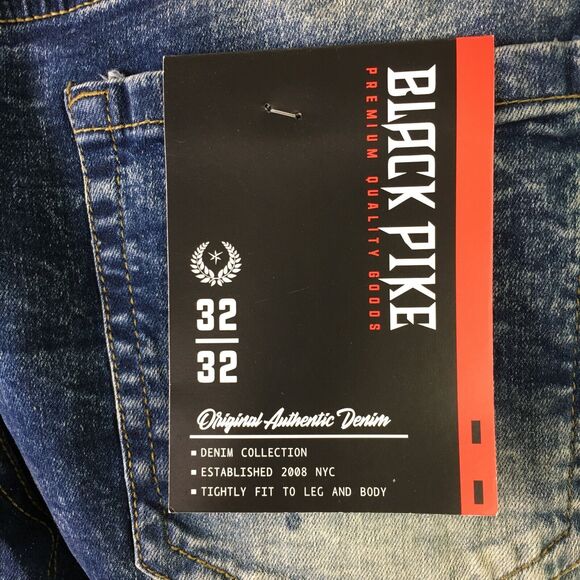 BLACK PIKE
PREMIUM QUALITY GOODS
32
32
Original Authentic Denim
DENIM COLLECTION
ESTABLISHED 2008 NYC
TIGHTLY FIT TO LEG AND BODY